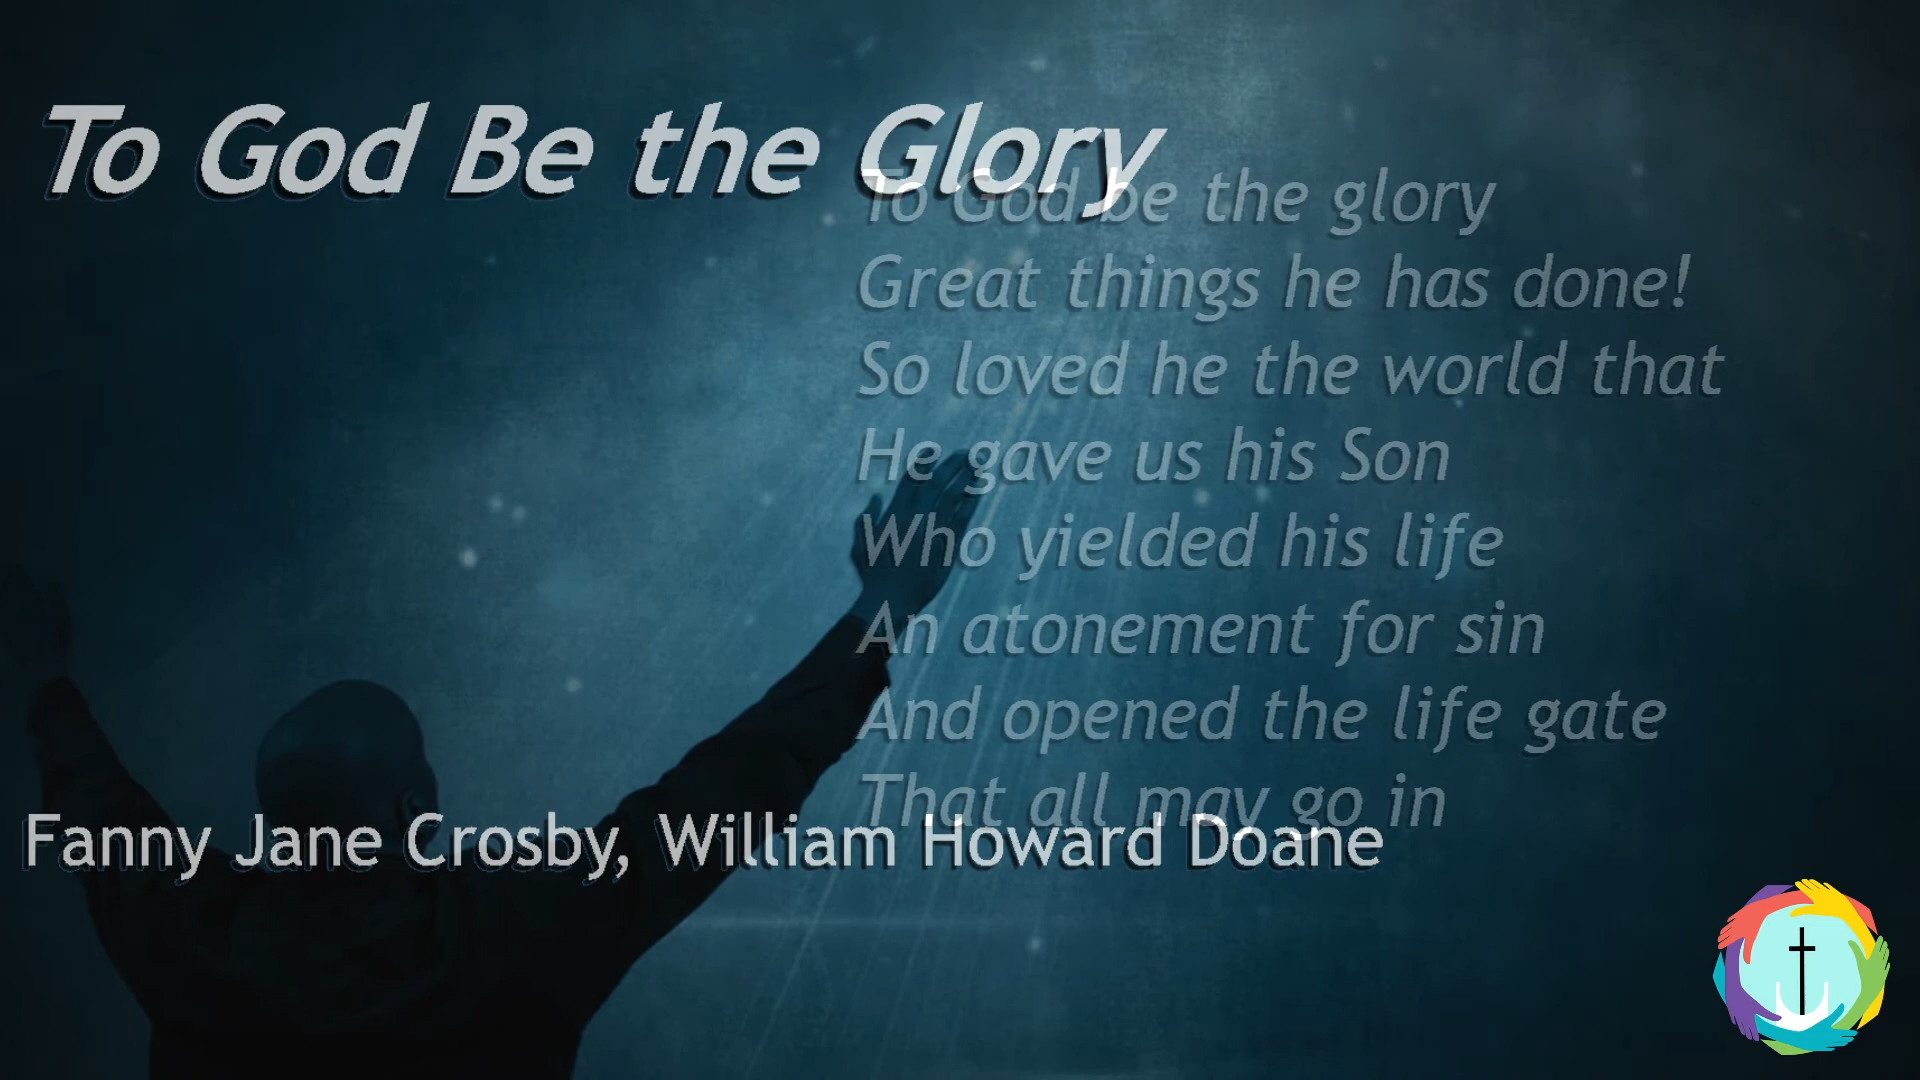 To God Be the Glory
To God be the glory
Great things he has done!
So loved he the world that
He gave us his Son
Who yielded his life
An atonement for sin
And opened the life gate
That all may go in
Fanny Jane Crosby, William Howard Doane